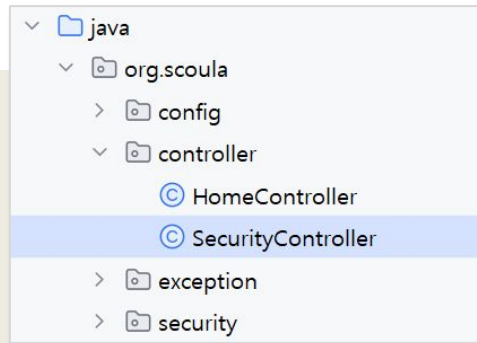 java
org.scoula
config
controller
C HomeController
C SecurityController
exception
security